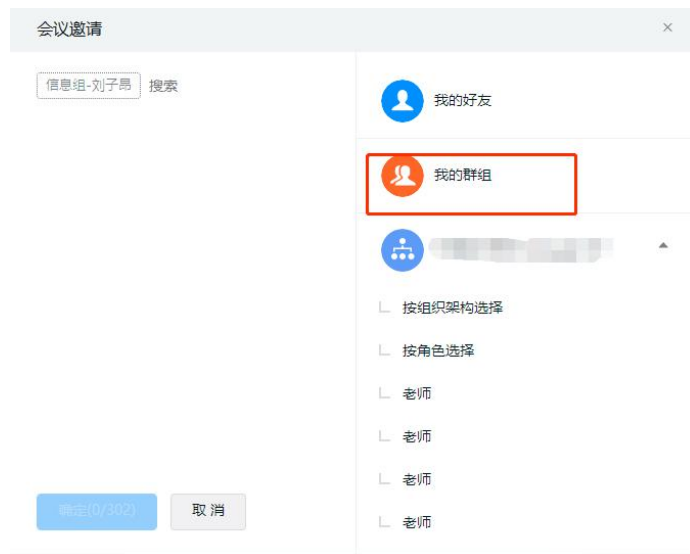 会议邀请
信息组-刘子昂 搜索
我的好友
我的群组
按组织架构选择
按角色选择
老师
老师
老师
老师
确定(0/302) 取消